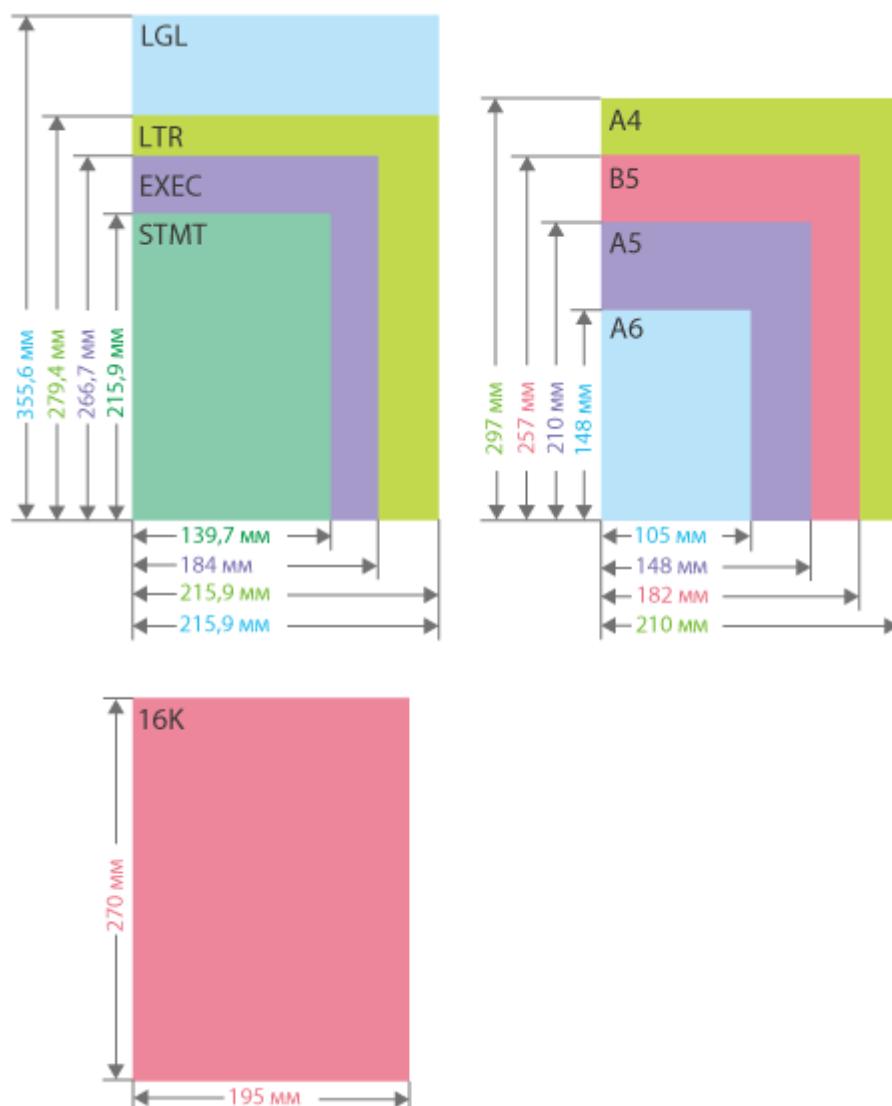 LGL
LTR
EXEC
STMT
355,6 мм
279,4 мм
266,7 мм
215,9 мм
139,7 мм
184 мм
215,9 мм
215,9 мм
A4
B5
A5
A6
297 мм
257 мм
210 мм
148 мм
105 мм
148 мм
182 мм
210 мм
16K
270 мм
195 мм